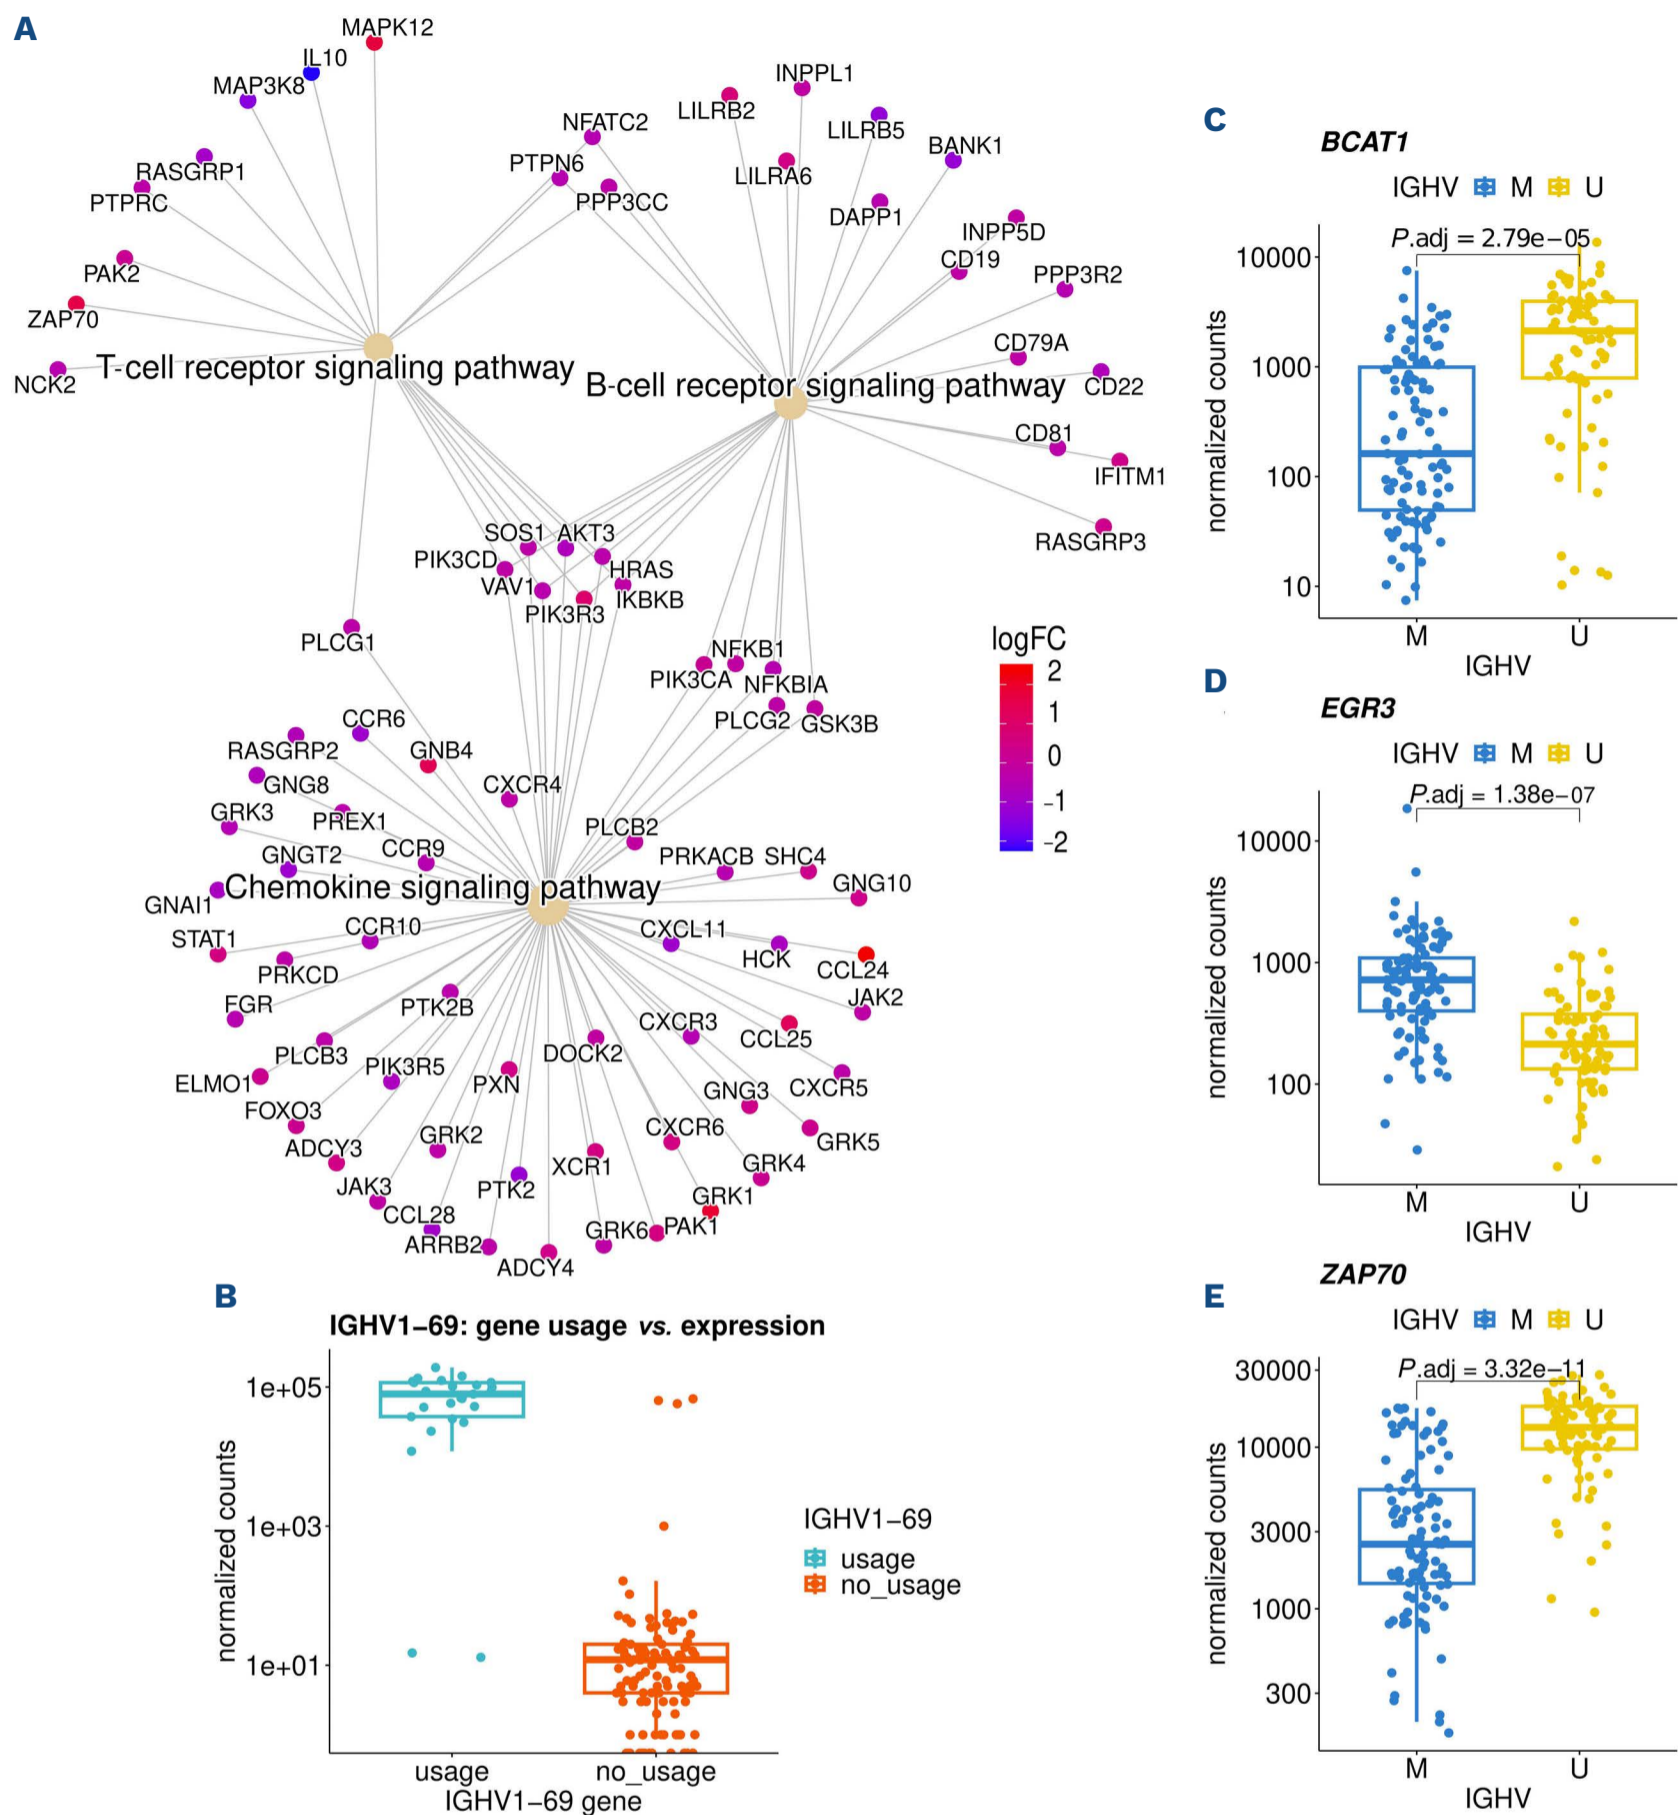 A
MAPK12
IL10
MAP3K8
RASGRP1
PTPRC
PAK2
ZAP70
NCK2
T-cell receptor signaling pathway
NFATC2
PTPN6
PPP3CC
LILRB2
INPPL1
LILRB5
LILRA6
BANK1
DAPP1
INPP5D
CD19
PPP3R2
CD79A
B-cell receptor signaling pathway
CD22
CD81
IFITM1
RASGRP3
SOS1
AKT3
PIK3CD
HRAS
VAV1
IKBKB
PIK3R3
PLCG1
NFKB1
PIK3CA
NFKBIA
PLCG2
GSK3B
logFC
2
1
0
−1
−2
CCR6
RASGRP2
GNB4
GNG8
CXCR4
GRK3
PREX1
PLCB2
GNGT2
CCR9
PRKACB
SHC4
Chemokine signaling pathway
GNG10
GNAI1
CCR10
CXCL11
STAT1
HCK
PRKCD
CCL24
FGR
PTK2B
JAK2
CXCR3
CCL25
PLCB3
DOCK2
PIK3R5
ELMO1
PXN
CXCR5
GNG3
FOXO3
CXCR6
GRK5
GRK2
ADCY3
XCR1
GRK4
JAK3
PTK2
GRK1
CCL28
PAK1
GRK6
ARRB2
ADCY4
B
IGHV1−69: gene usage vs. expression
normalized counts
1e+05
1e+03
1e+01
usage
no_usage
IGHV1−69 gene
IGHV1−69
usage
no_usage
C
BCAT1
IGHV M U
P.adj = 2.79e−05
normalized counts
10000
1000
100
10
M
U
IGHV
D
EGR3
IGHV M U
P.adj = 1.38e−07
normalized counts
10000
1000
100
M
U
IGHV
E
ZAP70
IGHV M U
P.adj = 3.32e−11
normalized counts
30000
10000
3000
1000
300
M
U
IGHV